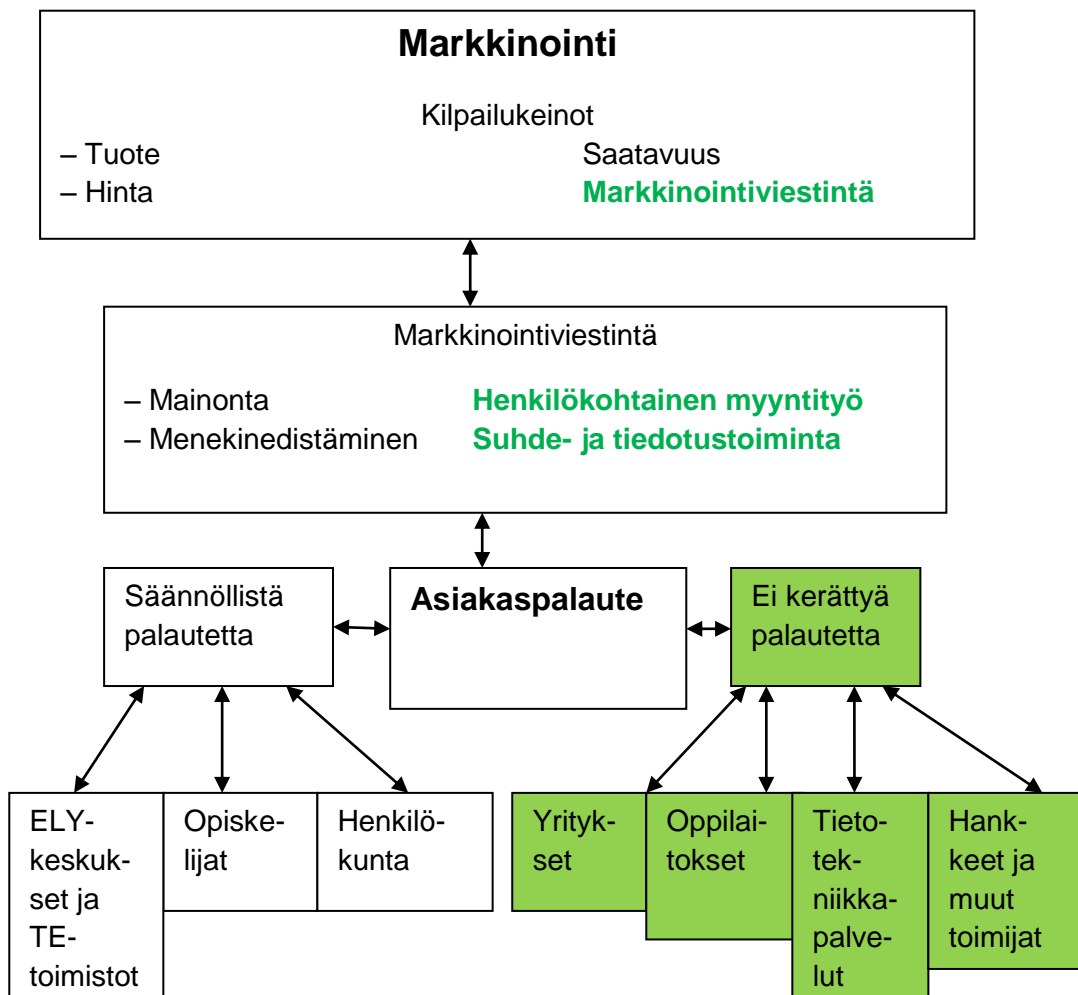 Markkinointi
Kilpailukeinot
– Tuote Saatavuus
– Hinta Markkinointiviestintä
Markkinointiviestintä
– Mainonta Henkilökohtainen myyntityö
– Menekinedistäminen Suhde- ja tiedotustoiminta
Säännöllistä
palautetta
Asiakaspalaute
Ei kerättyä
palautetta
ELY-
keskuk-
set ja
TE-
toimistot
Opiske-
lijat
Henkilö-
kunta
Yrityk-
set
Oppilai-
tokset
Tieto-
tek-
niikka-
palve-
lut
Hank-
keet ja
muut
toimijat